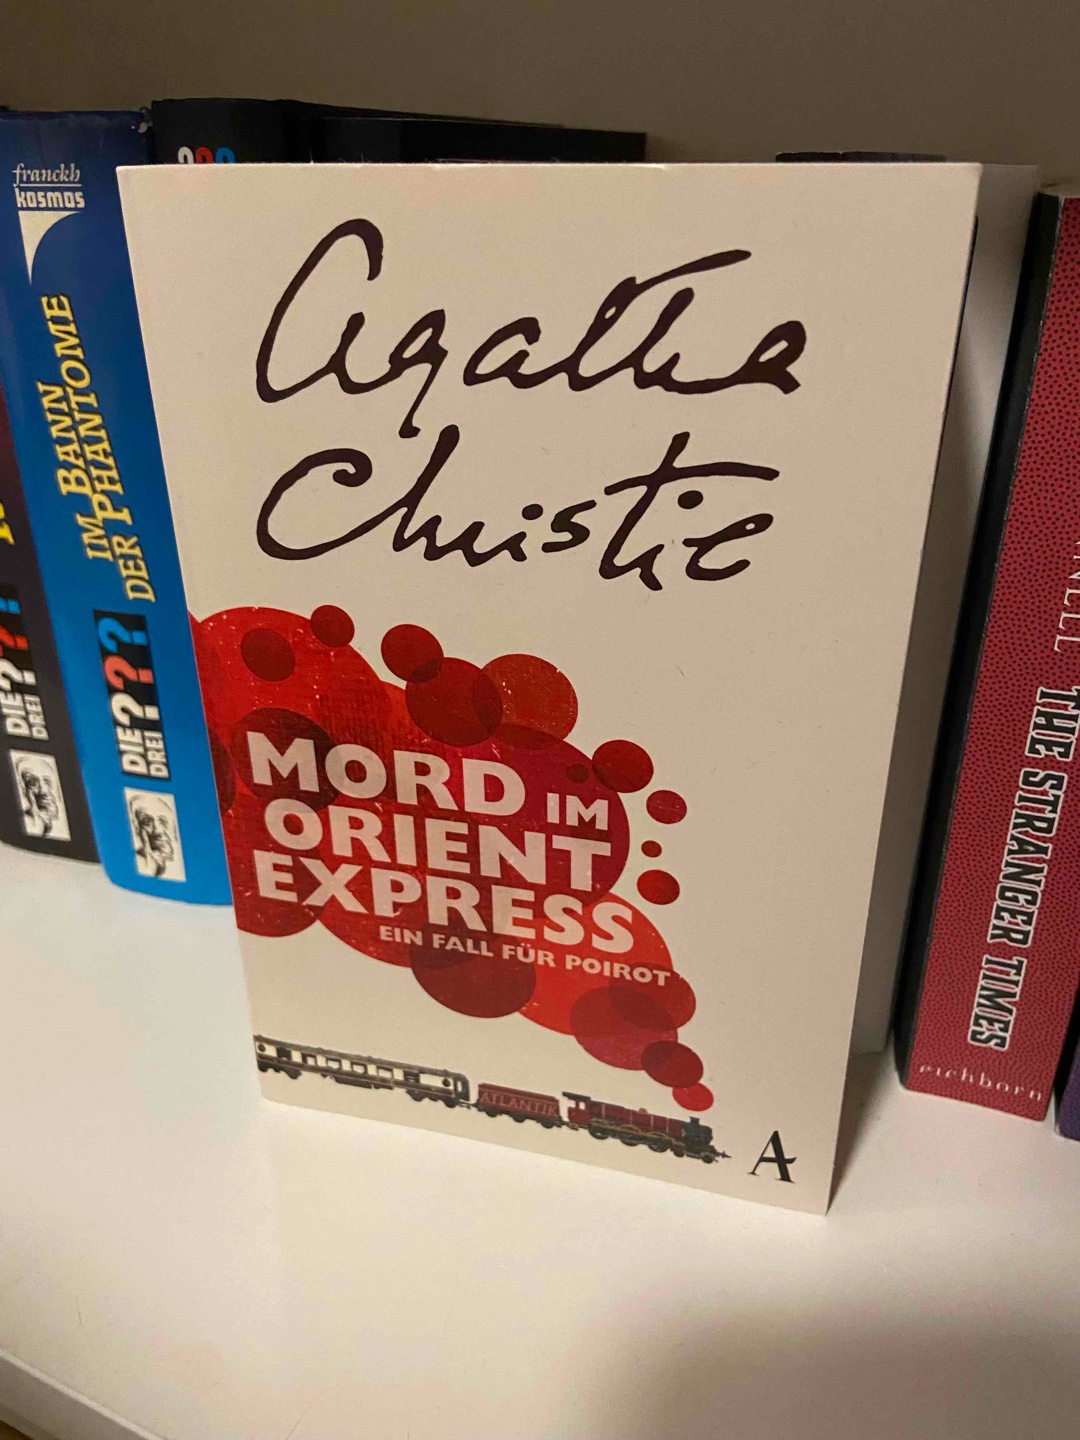 Agatha
Christie
MORD IM
ORIENT
EXPRESS
EIN FALL FÜR POIROT
ATLANTIK
A
franckh
kosmos
IM BANN
DER PHANTOME
DIE ???
DREI
DIE ???
DREI
???
THE STRANGER TIMES
eichborn